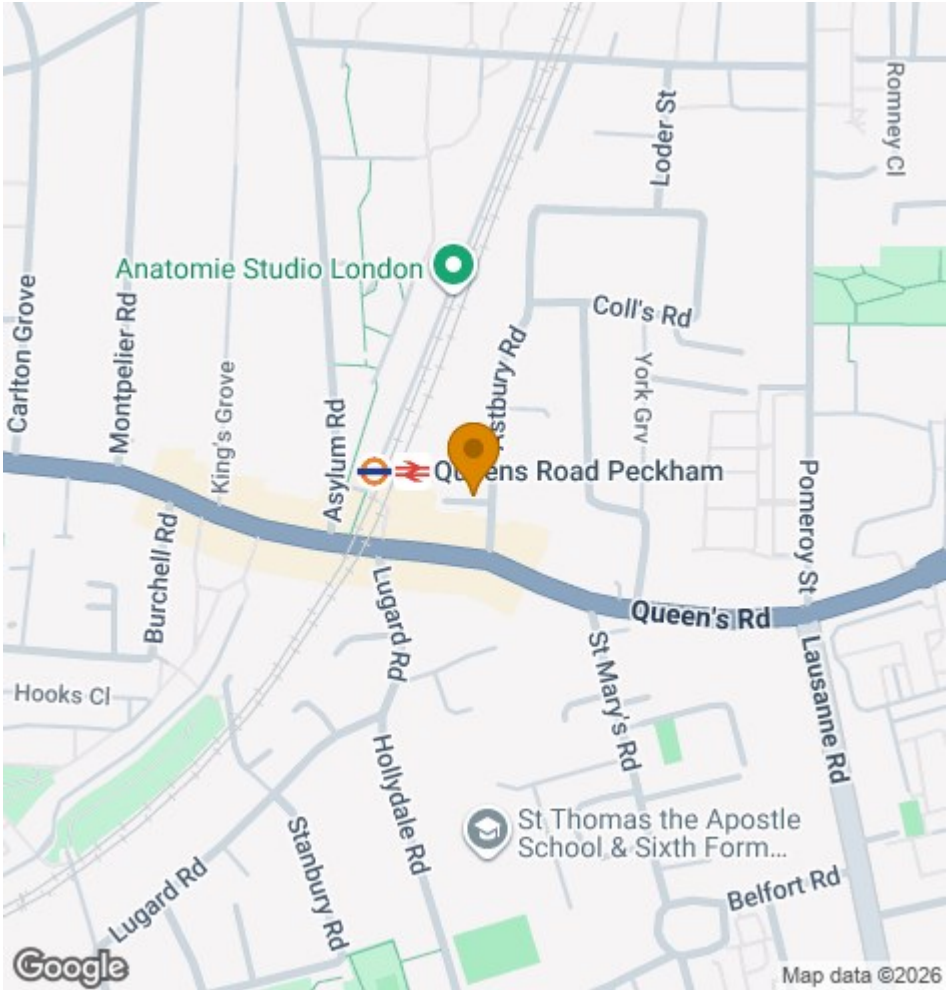 Romney Cl
Loder St
Anatomie Studio London
Carlton Grove
Montpelier Rd
King's Grove
Asylum Rd
Astbury Rd
Coll's Rd
York Grv
Queens Road Peckham
Pomeroy St
Burchell Rd
Lugard Rd
Queen's Rd
St Mary's Rd
Lausanne Rd
Hooks Cl
Hollydale Rd
Stanbury Rd
St Thomas the Apostle
School & Sixth Form...
Lugard Rd
Belfort Rd
Google
Map data ©2026